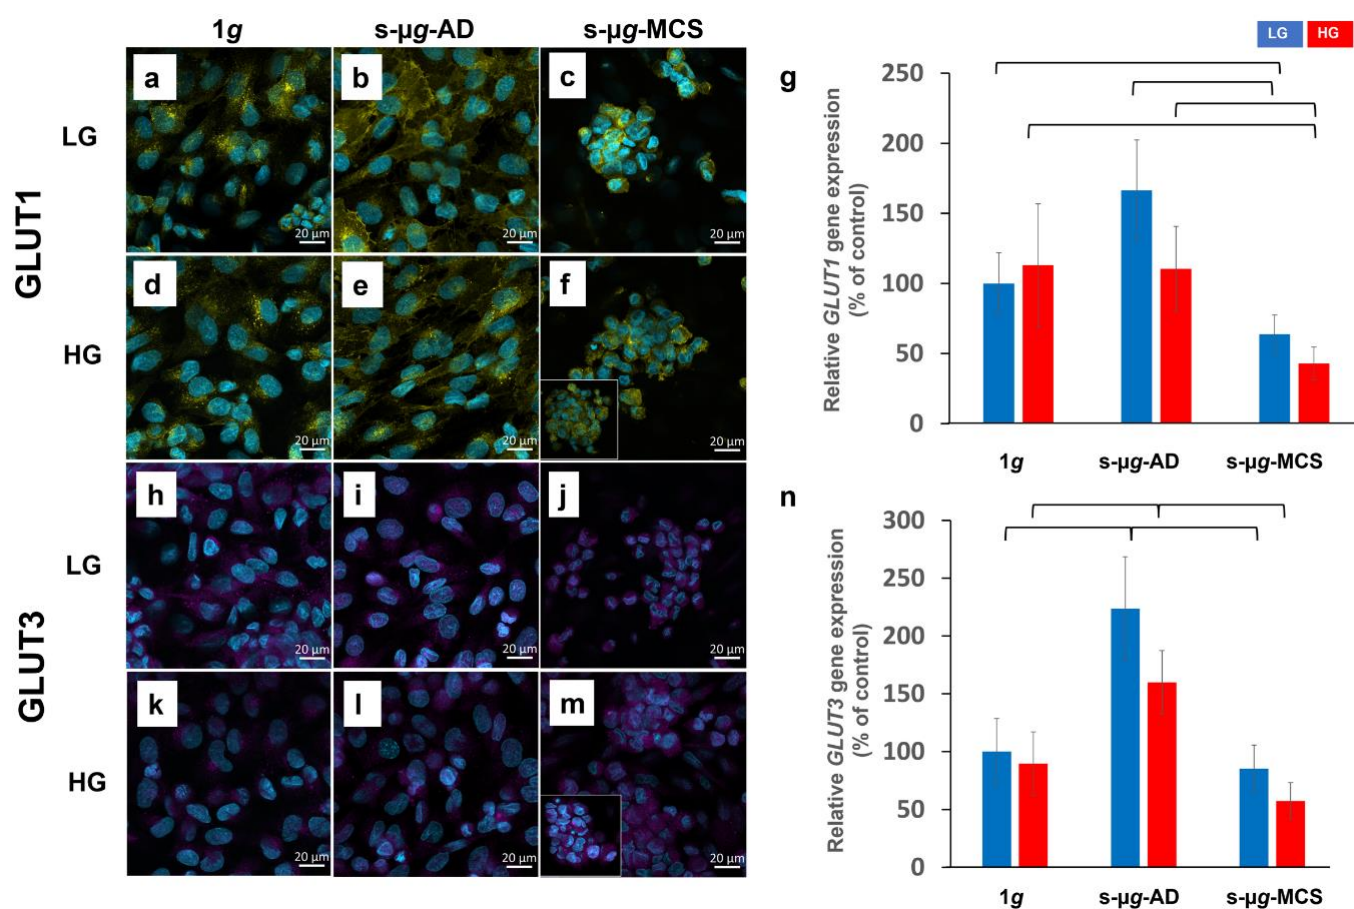 1g s-µg-AD s-µg-MCS
GLUT1
LG
a b c
20 µm 20 µm 20 µm
HG
d e f
20 µm 20 µm 20 µm
GLUT3
LG
h i j
20 µm 20 µm 20 µm
HG
k l m
20 µm 20 µm 20 µm
LG HG
g
Relative GLUT1 gene expression
(% of control)
250
200
150
100
50
0
1g s-µg-AD s-µg-MCS
n
Relative GLUT3 gene expression
(% of control)
300
250
200
150
100
50
0
1g s-µg-AD s-µg-MCS